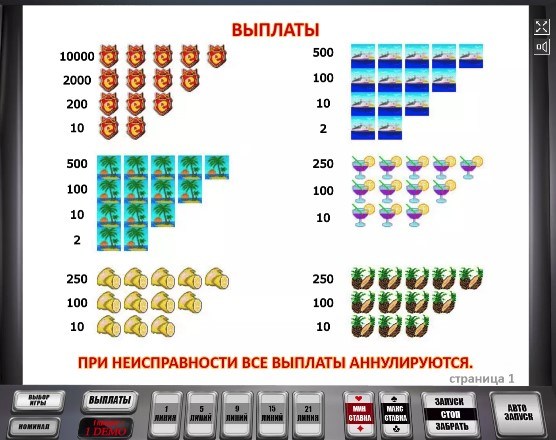 ВЫПЛАТЫ
10000
2000
200
10
500
100
10
2
500
100
10
2
250
100
10
250
100
10
250
100
10
ПРИ НЕИСПРАВНОСТИ ВСЕ ВЫПЛАТЫ АННУЛИРУЮТСЯ.
страница 1
ВЫБОР
ИГРЫ
НОМИНАЛ
ВЫПЛАТЫ
1 DEMO
1
ЛИНИЯ
5
ЛИНИЙ
9
ЛИНИЙ
15
ЛИНИЙ
21
ЛИНИЯ
МИН
СТАВКА
МАКС
СТАВКА
ЗАПУСК
СТОП
ЗАБРАТЬ
АВТО
ЗАПУСК